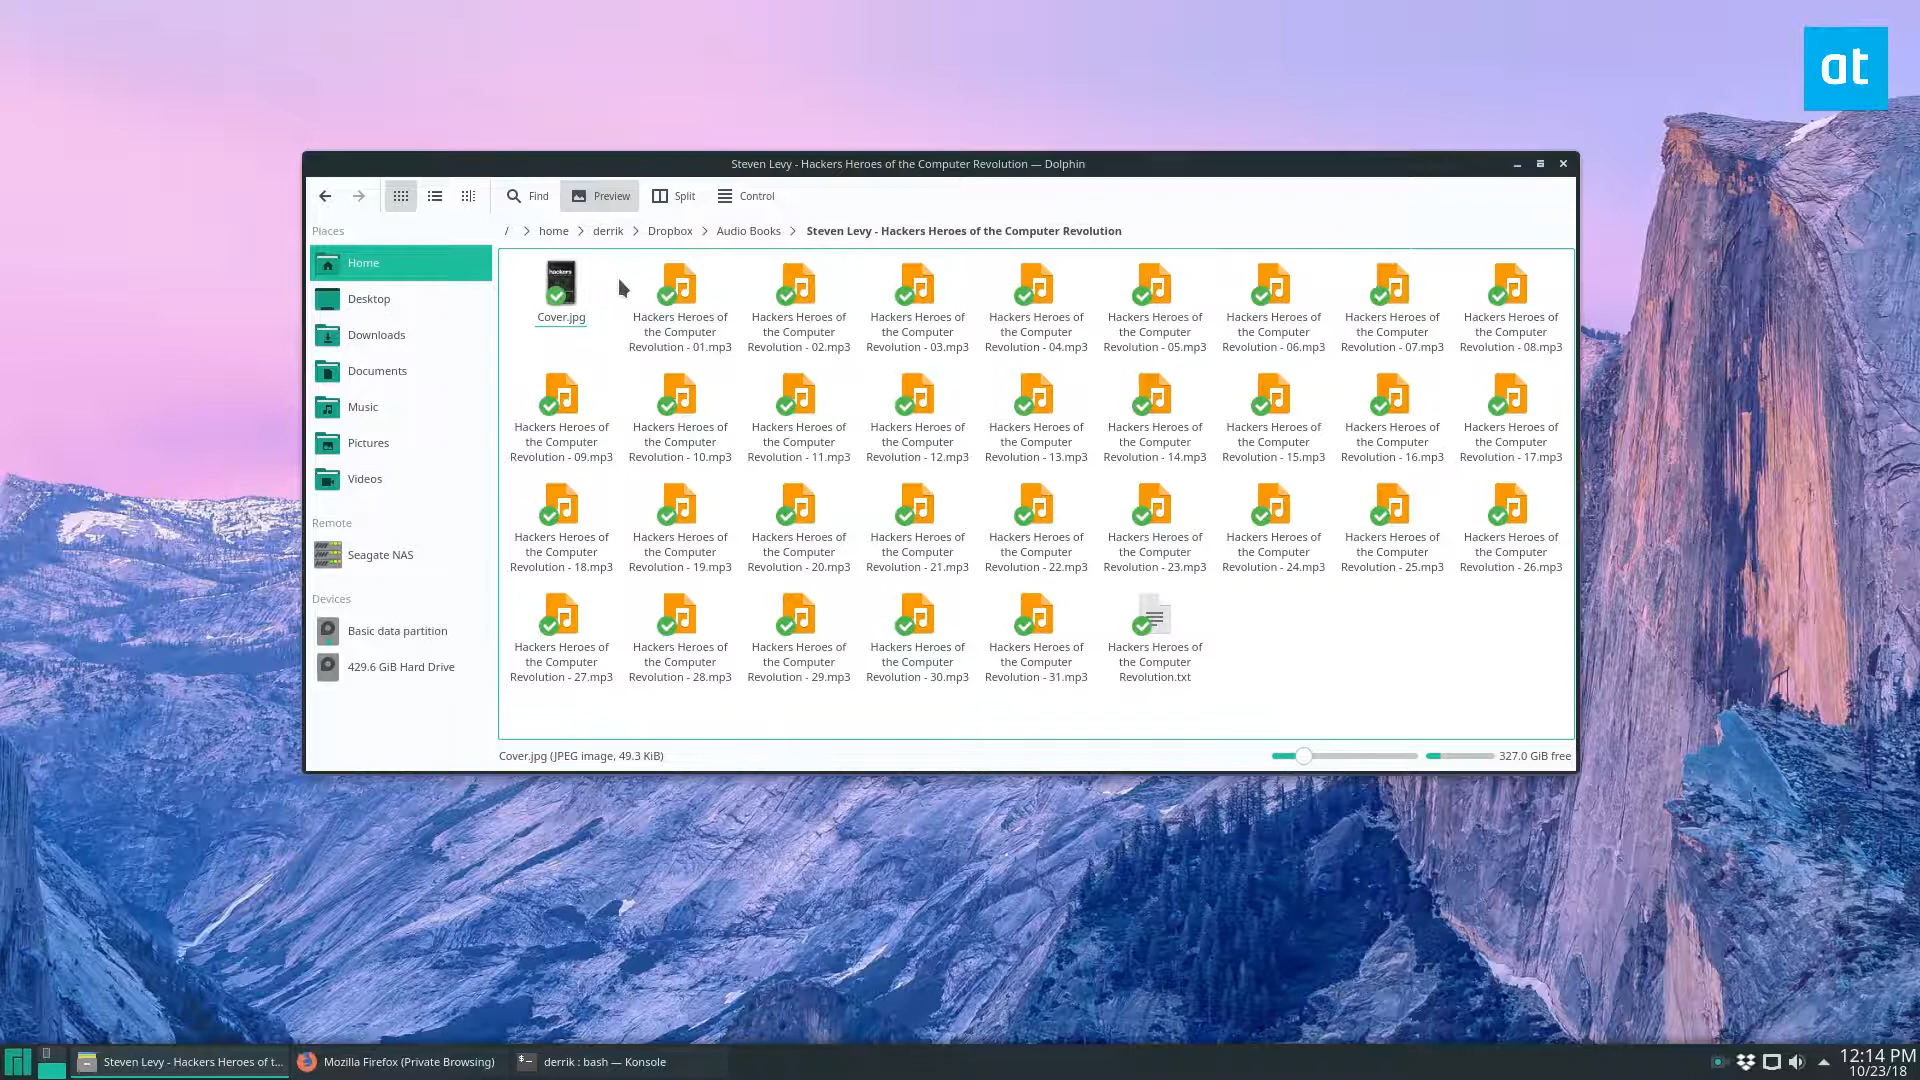 at
Steven Levy - Hackers Heroes of the Computer Revolution — Dolphin
Find Preview Split Control
Places
/ > home > derrik > Dropbox > Audio Books > Steven Levy - Hackers Heroes of the Computer Revolution
Home
Desktop
Downloads
Documents
Music
Pictures
Videos
Remote
Seagate NAS
Devices
Basic data partition
429.6 GiB Hard Drive
hackers
Cover.jpg
Hackers Heroes of
the Computer
Revolution - 01.mp3
Hackers Heroes of
the Computer
Revolution - 02.mp3
Hackers Heroes of
the Computer
Revolution - 03.mp3
Hackers Heroes of
the Computer
Revolution - 04.mp3
Hackers Heroes of
the Computer
Revolution - 05.mp3
Hackers Heroes of
the Computer
Revolution - 06.mp3
Hackers Heroes of
the Computer
Revolution - 07.mp3
Hackers Heroes of
the Computer
Revolution - 08.mp3
Hackers Heroes of
the Computer
Revolution - 09.mp3
Hackers Heroes of
the Computer
Revolution - 10.mp3
Hackers Heroes of
the Computer
Revolution - 11.mp3
Hackers Heroes of
the Computer
Revolution - 12.mp3
Hackers Heroes of
the Computer
Revolution - 13.mp3
Hackers Heroes of
the Computer
Revolution - 14.mp3
Hackers Heroes of
the Computer
Revolution - 15.mp3
Hackers Heroes of
the Computer
Revolution - 16.mp3
Hackers Heroes of
the Computer
Revolution - 17.mp3
Hackers Heroes of
the Computer
Revolution - 18.mp3
Hackers Heroes of
the Computer
Revolution - 19.mp3
Hackers Heroes of
the Computer
Revolution - 20.mp3
Hackers Heroes of
the Computer
Revolution - 21.mp3
Hackers Heroes of
the Computer
Revolution - 22.mp3
Hackers Heroes of
the Computer
Revolution - 23.mp3
Hackers Heroes of
the Computer
Revolution - 24.mp3
Hackers Heroes of
the Computer
Revolution - 25.mp3
Hackers Heroes of
the Computer
Revolution - 26.mp3
Hackers Heroes of
the Computer
Revolution - 27.mp3
Hackers Heroes of
the Computer
Revolution - 28.mp3
Hackers Heroes of
the Computer
Revolution - 29.mp3
Hackers Heroes of
the Computer
Revolution - 30.mp3
Hackers Heroes of
the Computer
Revolution - 31.mp3
Hackers Heroes of
the Computer
Revolution.txt
Cover.jpg (JPEG image, 49.3 KiB)
327.0 GiB free
Steven Levy - Hackers Heroes of t...
Mozilla Firefox (Private Browsing)
derrik : bash — Konsole
12:14 PM
10/23/18